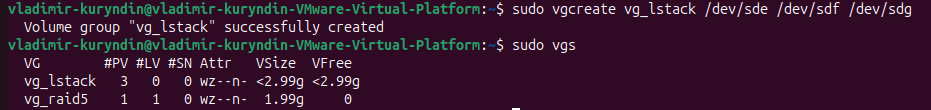 vladimir-kuryndin@vladimir-kuryndin-VMware-Virtual-Platform:~$ sudo vgcreate vg_lstack /dev/sde /dev/sdf /dev/sdg
  Volume group "vg_lstack" successfully created
vladimir-kuryndin@vladimir-kuryndin-VMware-Virtual-Platform:~$ sudo vgs
  VG        #PV #LV #SN Attr   VSize  VFree
  vg_lstack   3   0   0 wz--n- <2.99g <2.99g
  vg_raid5    1   1   0 wz--n-  1.99g     0